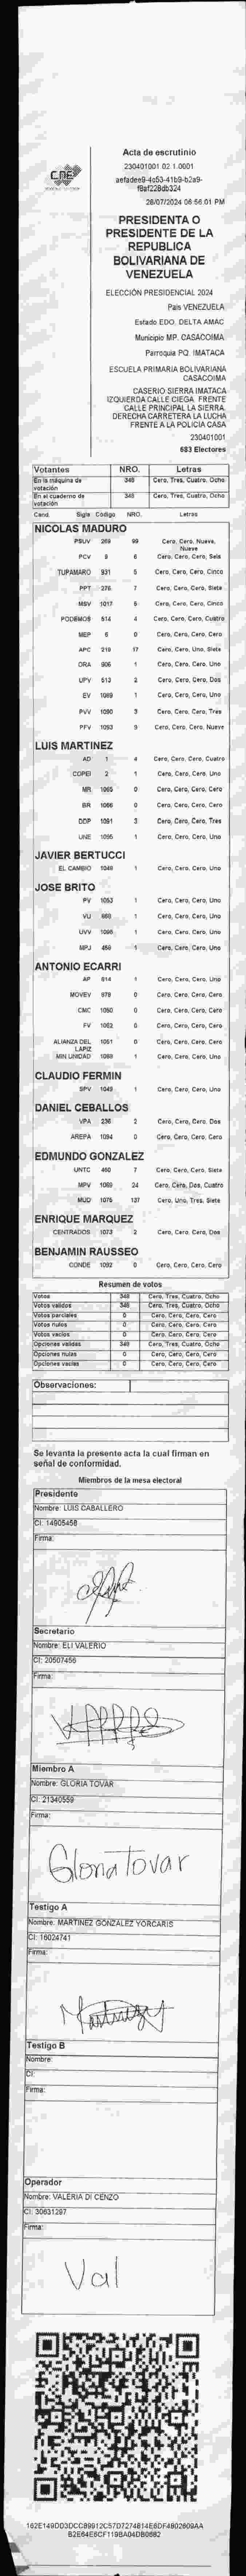 CNE
Acta de escrutinio
230401001.02.1.0001
aefadee9-4c53-41b9-b2a9-
f8af228db324
28/07/2024 06:56:01 PM
PRESIDENTA O
PRESIDENTE DE LA
REPUBLICA
BOLIVARIANA DE
VENEZUELA
ELECCIÓN PRESIDENCIAL 2024
País VENEZUELA
Estado EDO. DELTA AMAC
Municipio MP. CASACOIMA
Parroquia PQ. IMATACA
ESCUELA PRIMARIA BOLIVARIANA
CASACOIMA
CASERIO SIERRA IMATACA
IZQUIERDA CALLE CIEGA. FRENTE
CALLE PRINCIPAL LA SIERRA.
DERECHA CARRETERA LA LUCHA
FRENTE A LA POLICIA CASA
230401001
683 Electores
Votantes NRO. Letras
En la máquina de votación 348 Cero, Tres, Cuatro, Ocho
En el cuaderno de votación 348 Cero, Tres, Cuatro, Ocho
Cand. Sigla Código NRO. Letras
NICOLAS MADURO
PSUV 269 99 Cero, Cero, Nueve, Nueve
PCV 9 6 Cero, Cero, Cero, Seis
TUPAMARO 931 5 Cero, Cero, Cero, Cinco
PPT 276 7 Cero, Cero, Cero, Siete
MSV 1017 5 Cero, Cero, Cero, Cinco
PODEMOS 514 4 Cero, Cero, Cero, Cuatro
MEP 6 0 Cero, Cero, Cero, Cero
APC 219 17 Cero, Cero, Uno, Siete
ORA 906 1 Cero, Cero, Cero, Uno
UPV 513 2 Cero, Cero, Cero, Dos
EV 1089 1 Cero, Cero, Cero, Uno
PVV 1090 3 Cero, Cero, Cero, Tres
PFV 1093 9 Cero, Cero, Cero, Nueve
LUIS MARTINEZ
AD 1 4 Cero, Cero, Cero, Cuatro
COPEI 2 1 Cero, Cero, Cero, Uno
MR 1065 0 Cero, Cero, Cero, Cero
BR 1066 0 Cero, Cero, Cero, Cero
DDP 1091 3 Cero, Cero, Cero, Tres
UNE 1095 1 Cero, Cero, Cero, Uno
JAVIER BERTUCCI
EL CAMBIO 1048 1 Cero, Cero, Cero, Uno
JOSE BRITO
PV 1053 1 Cero, Cero, Cero, Uno
VU 868 1 Cero, Cero, Cero, Uno
UVV 1098 1 Cero, Cero, Cero, Uno
MPJ 459 1 Cero, Cero, Cero, Uno
ANTONIO ECARRI
AP 814 1 Cero, Cero, Cero, Uno
MOVEV 979 0 Cero, Cero, Cero, Cero
CMC 1050 0 Cero, Cero, Cero, Cero
FV 1052 0 Cero, Cero, Cero, Cero
ALIANZA DEL LAPIZ 1051 0 Cero, Cero, Cero, Cero
MIN UNIDAD 1068 1 Cero, Cero, Cero, Uno
CLAUDIO FERMIN
SPV 1049 1 Cero, Cero, Cero, Uno
DANIEL CEBALLOS
VPA 236 2 Cero, Cero, Cero, Dos
AREPA 1094 0 Cero, Cero, Cero, Cero
EDMUNDO GONZALEZ
UNTC 460 7 Cero, Cero, Cero, Siete
MPV 1069 24 Cero, Cero, Dos, Cuatro
MUD 1075 137 Cero, Uno, Tres, Siete
ENRIQUE MARQUEZ
CENTRADOS 1073 2 Cero, Cero, Cero, Dos
BENJAMIN RAUSSEO
CONDE 1092 0 Cero, Cero, Cero, Cero
Resumen de votos
Votos 348 Cero, Tres, Cuatro, Ocho
Votos válidos 348 Cero, Tres, Cuatro, Ocho
Votos parciales 0 Cero, Cero, Cero, Cero
Votos nulos 0 Cero, Cero, Cero, Cero
Votos vacíos 0 Cero, Cero, Cero, Cero
Opciones válidas 348 Cero, Tres, Cuatro, Ocho
Opciones nulas 0 Cero, Cero, Cero, Cero
Opciones vacías 0 Cero, Cero, Cero, Cero
Observaciones:
Se levanta la presente acta la cual firman en
señal de conformidad.
Miembros de la mesa electoral
Presidente
Nombre: LUIS CABALLERO
CI: 14905458
Firma:
Secretario
Nombre: ELI VALERIO
CI: 20507456
Firma:
Miembro A
Nombre: GLORIA TOVAR
CI: 21340559
Firma:
Gloria Tovar
Testigo A
Nombre: MARTINEZ GONZALEZ YORCARIS
CI: 16024741
Firma:
Martinez
Testigo B
Nombre:
CI:
Firma:
Operador
Nombre: VALERIA DI CENZO
CI: 30631297
Firma:
Val
162E149DD3DCC89912C57D7274814E6DF4802609AA
B2E64E6CF119BA04DB0682